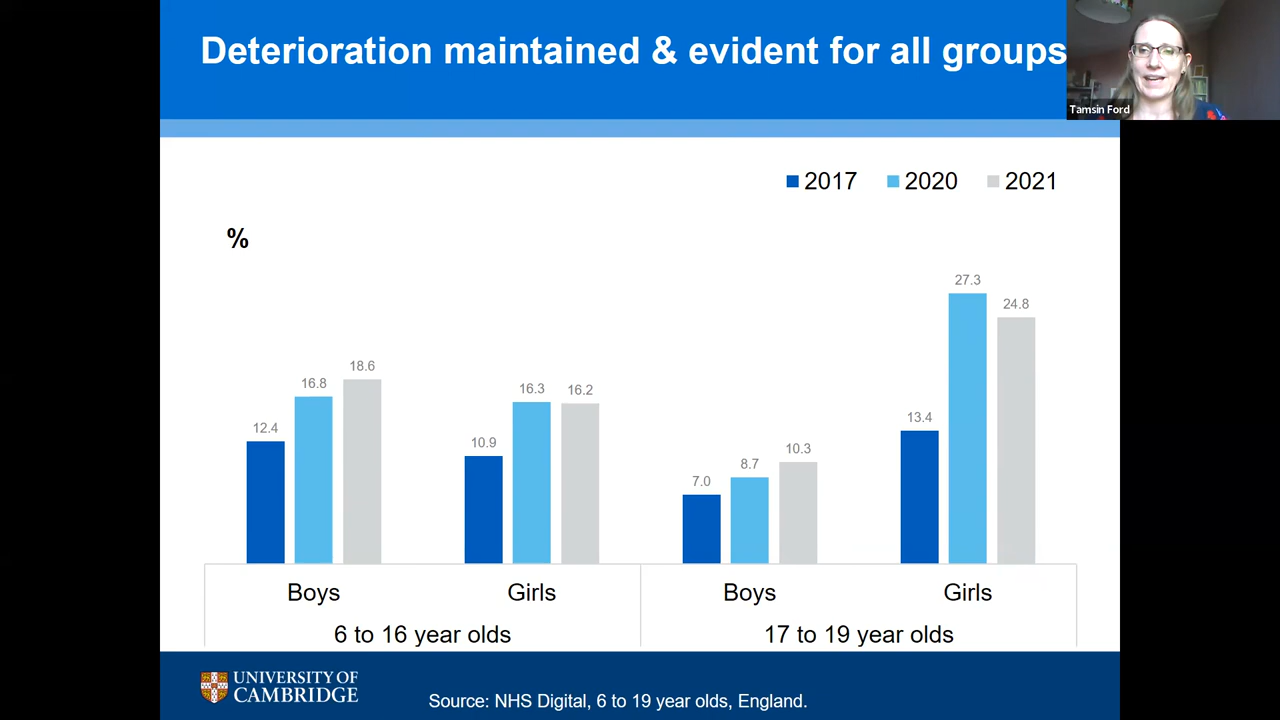 Deterioration maintained & evident for all groups
Tamsin Ford
2017 2020 2021
%
12.4 16.8 18.6 10.9 16.3 16.2 7.0 8.7 10.3 13.4 27.3 24.8
Boys Girls Boys Girls
6 to 16 year olds 17 to 19 year olds
UNIVERSITY OF
CAMBRIDGE
Source: NHS Digital, 6 to 19 year olds, England.